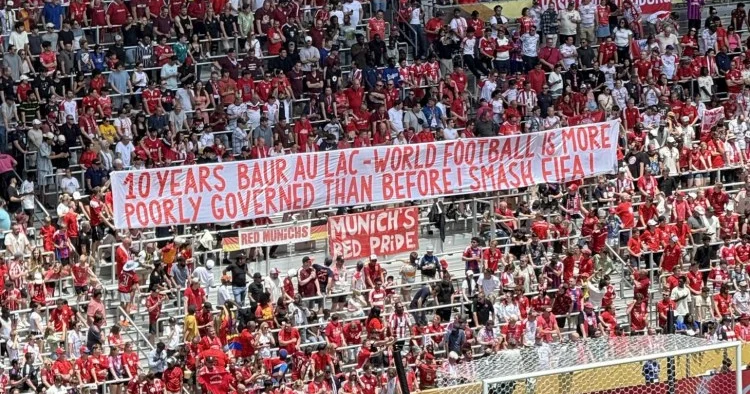 10 YEARS BAUR AU LAC-WORLD FOOTBALL IS MORE
POORLY GOVERNED THAN BEFORE! SMASH FIFA!
RED MUNICHS
MUNICH'S
RED PRIDE